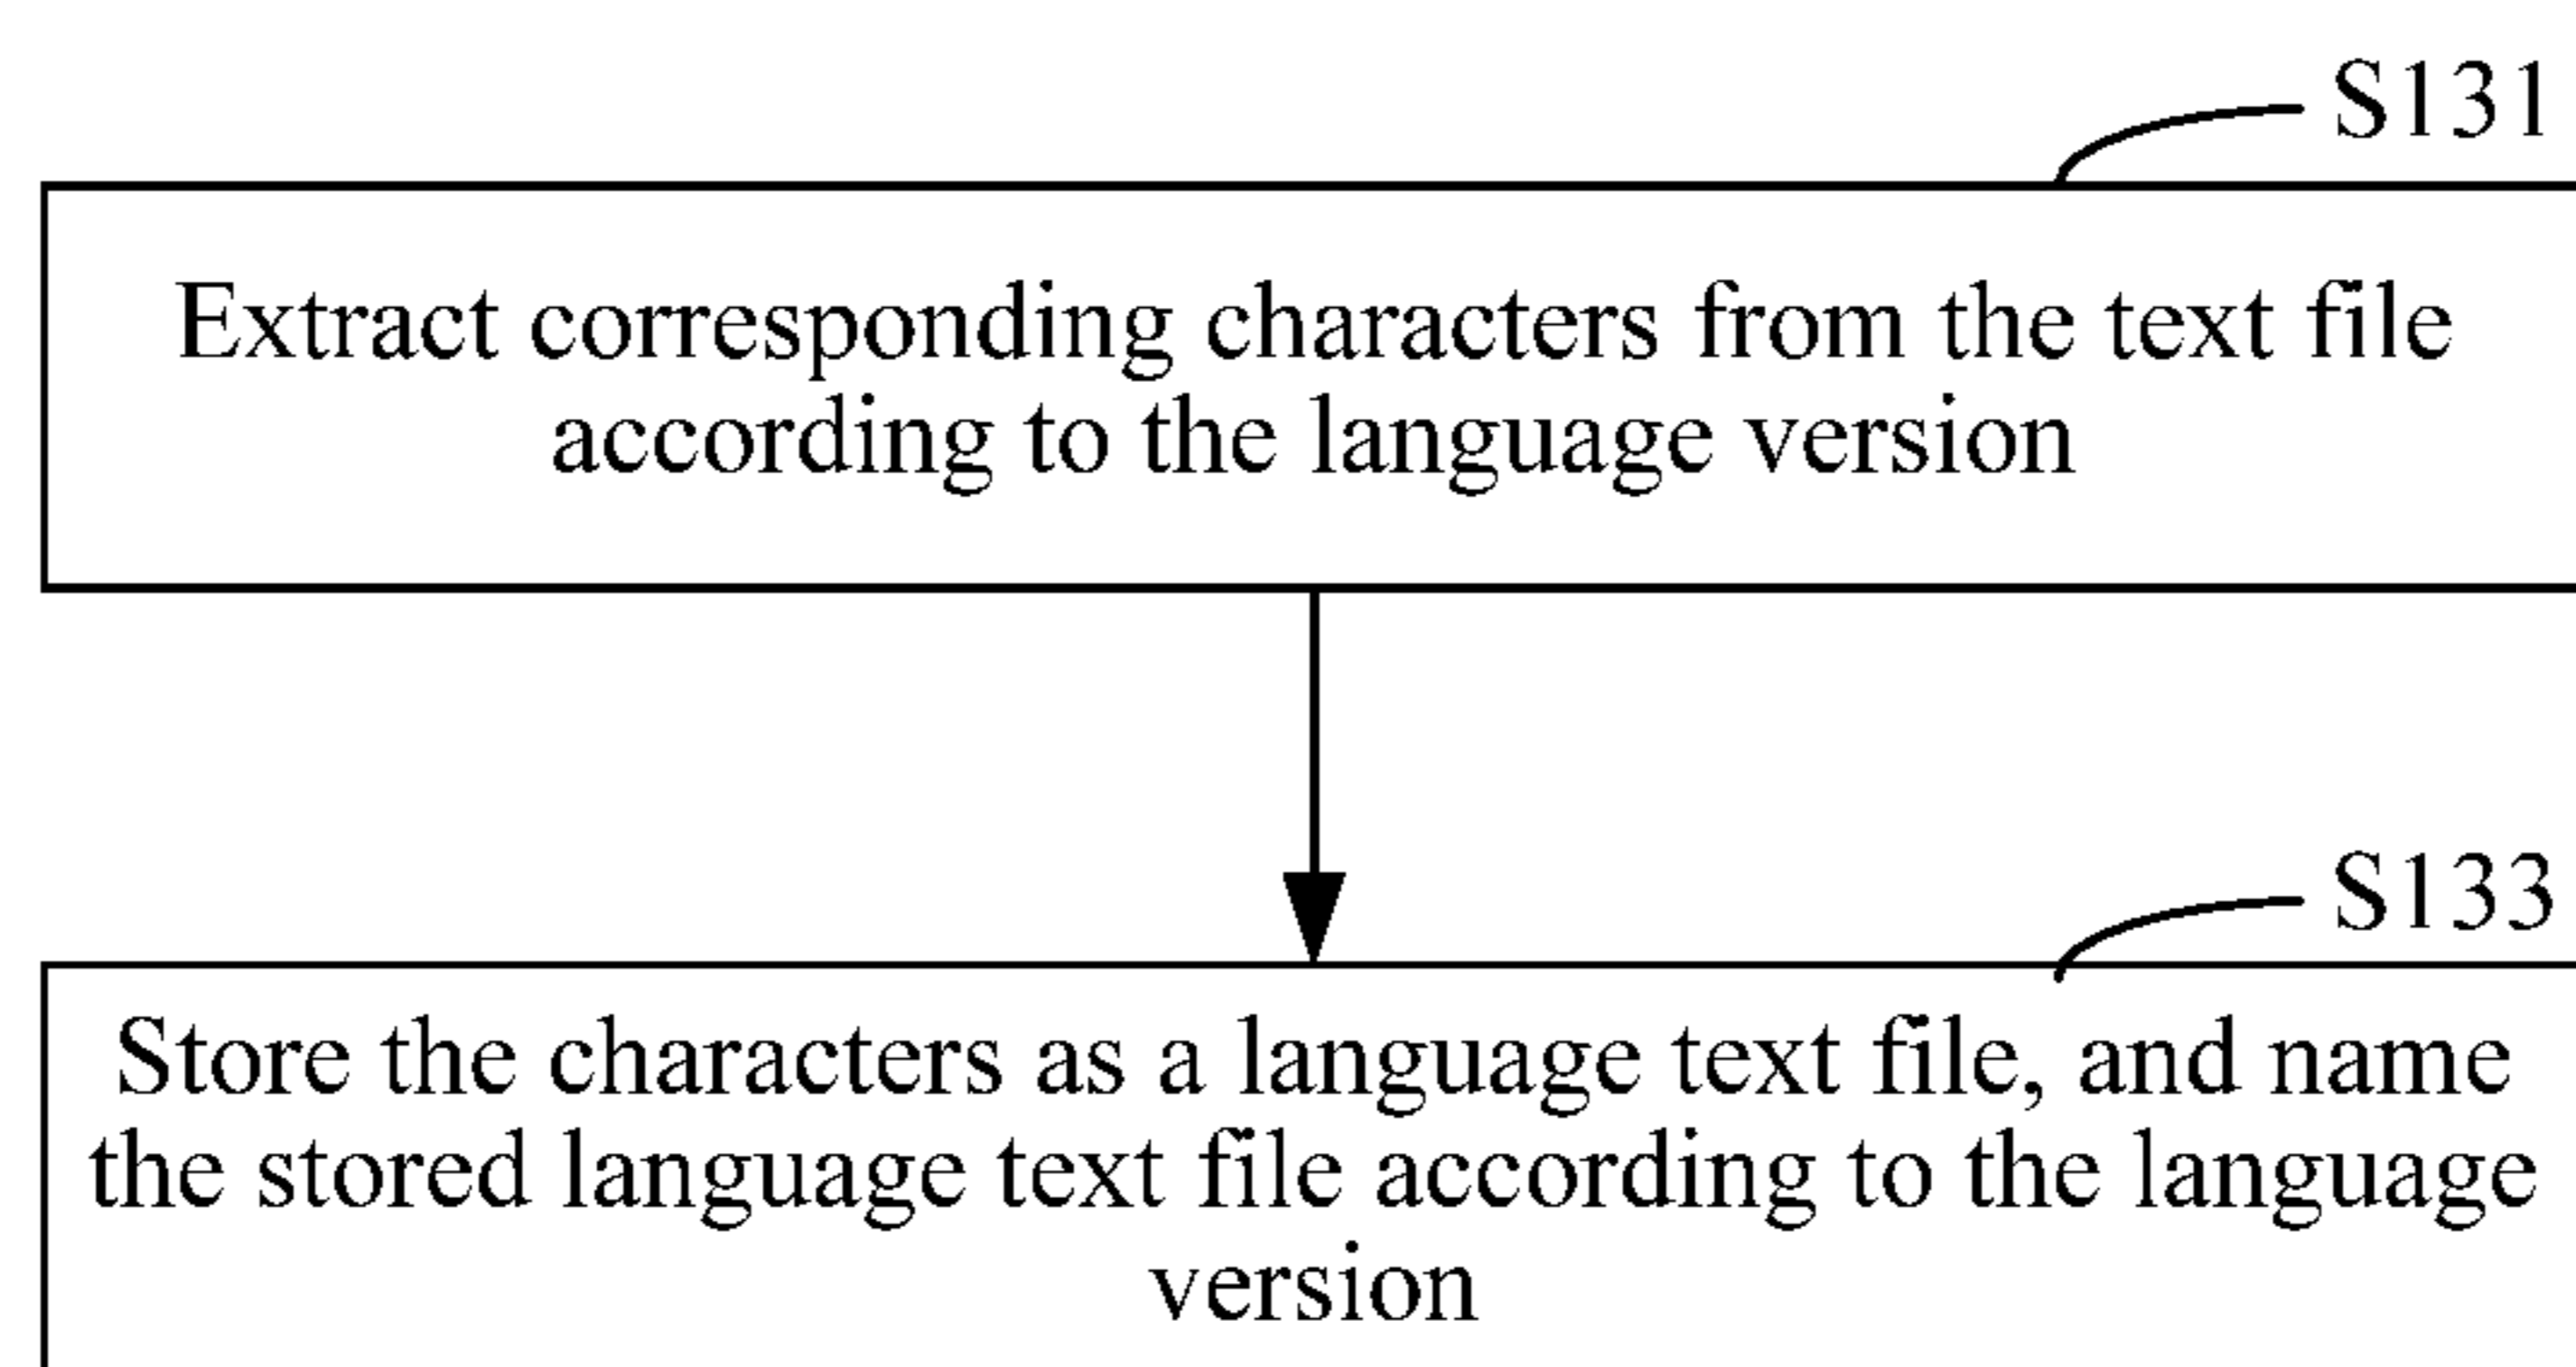 S131
Extract corresponding characters from the text file
according to the language version
S133
Store the characters as a language text file, and name
the stored language text file according to the language
version